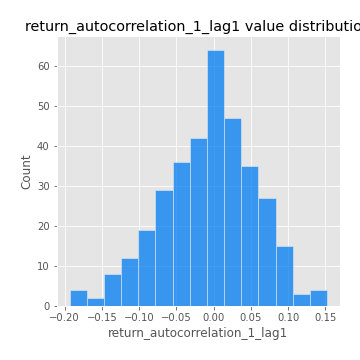 return_autocorrelation_1_lag1 value distributio
60
50
40
30
20
10
0
Count
−0.20 −0.15 −0.10 −0.05 0.00 0.05 0.10 0.15
return_autocorrelation_1_lag1